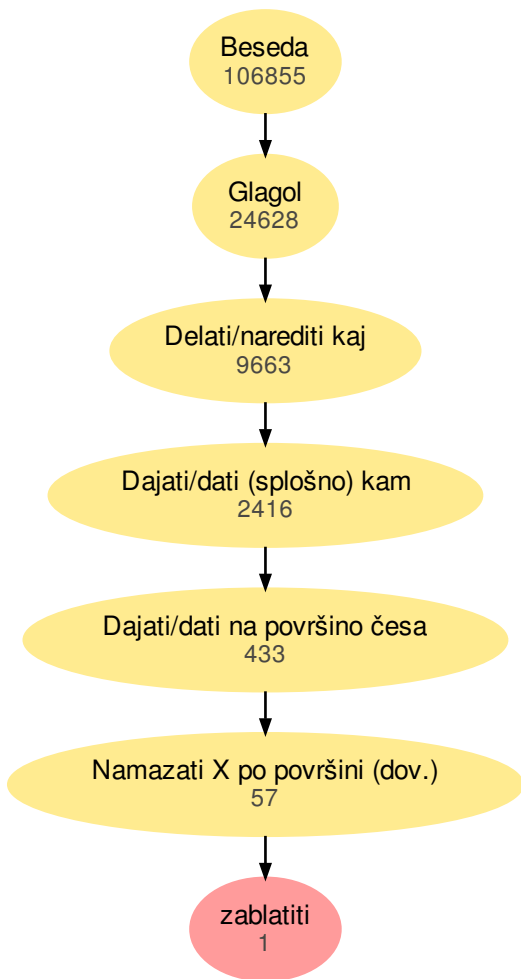 Beseda
106855
Glagol
24628
Delati/narediti kaj
9663
Dajati/dati (splošno) kam
2416
Dajati/dati na površino česa
433
Namazati X po površini (dov.)
57
zablatiti
1